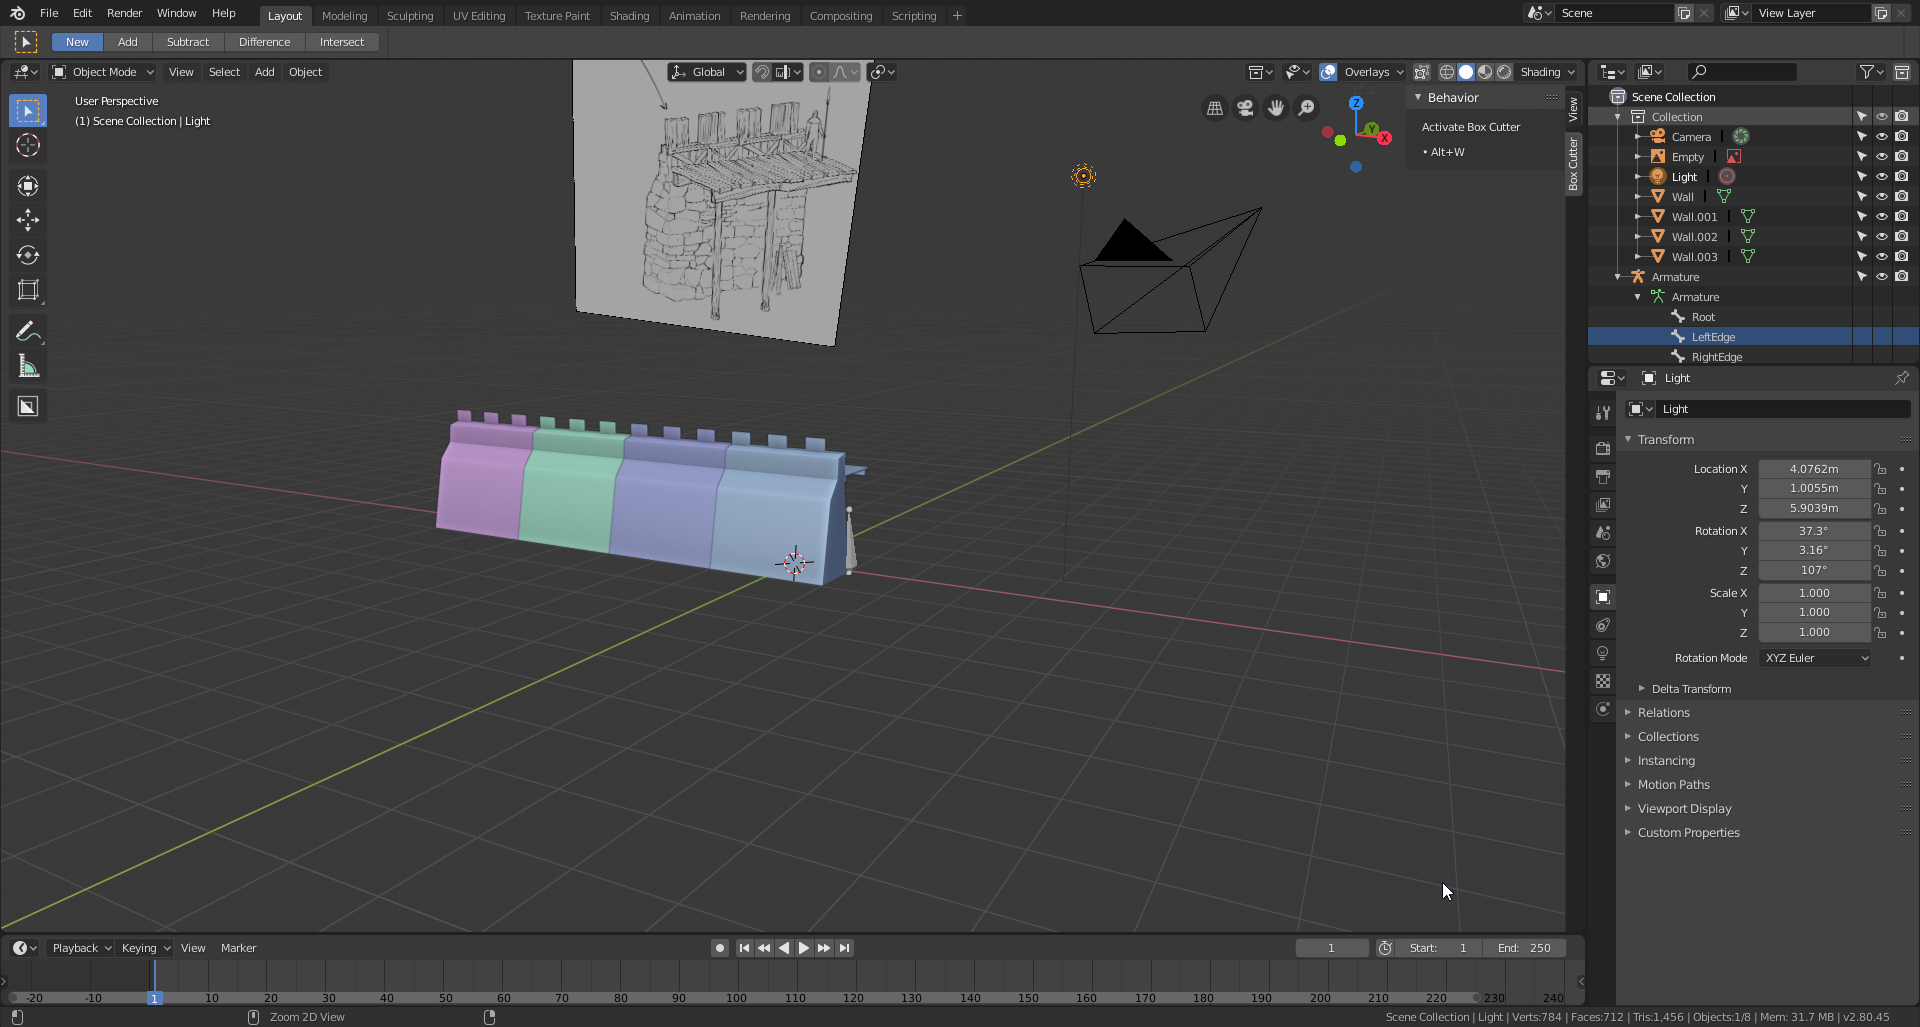 File Edit Render Window Help Layout Modeling Sculpting UV Editing Texture Paint Shading Animation Rendering Compositing Scripting + Scene View Layer
New Add Subtract Difference Intersect
Object Mode View Select Add Object Global Overlays Shading
User Perspective
(1) Scene Collection | Light
Z
Y
X
Behavior
Activate Box Cutter
• Alt+W
View
Box Cutter
Scene Collection
Collection
Camera
Empty
Light
Wall
Wall.001
Wall.002
Wall.003
Armature
Armature
Root
LeftEdge
RightEdge
Light
Light
Transform
Location X 4.0762m
Y 1.0055m
Z 5.9039m
Rotation X 37.3°
Y 3.16°
Z 107°
Scale X 1.000
Y 1.000
Z 1.000
Rotation Mode XYZ Euler
Delta Transform
Relations
Collections
Instancing
Motion Paths
Viewport Display
Custom Properties
Playback Keying View Marker 1 Start: 1 End: 250
-20 -10 1 10 20 30 40 50 60 70 80 90 100 110 120 130 140 150 160 170 180 190 200 210 220 230 240
Zoom 2D View Scene Collection | Light | Verts:784 | Faces:712 | Tris:1,456 | Objects:1/8 | Mem: 31.7 MB | v2.80.45